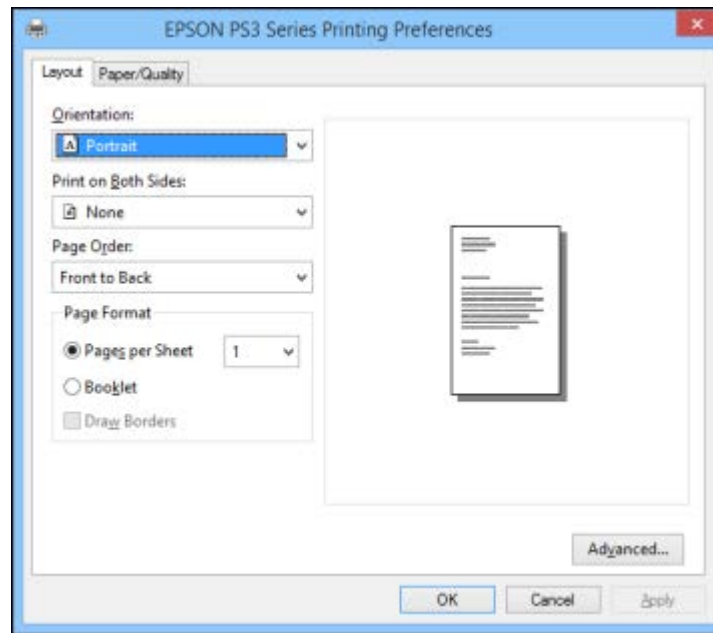 EPSON PS3 Series Printing Preferences
Layout Paper/Quality
Orientation:
Portrait
Print on Both Sides:
None
Page Order:
Front to Back
Page Format
Pages per Sheet 1
Booklet
Draw Borders
Advanced...
OK Cancel Apply